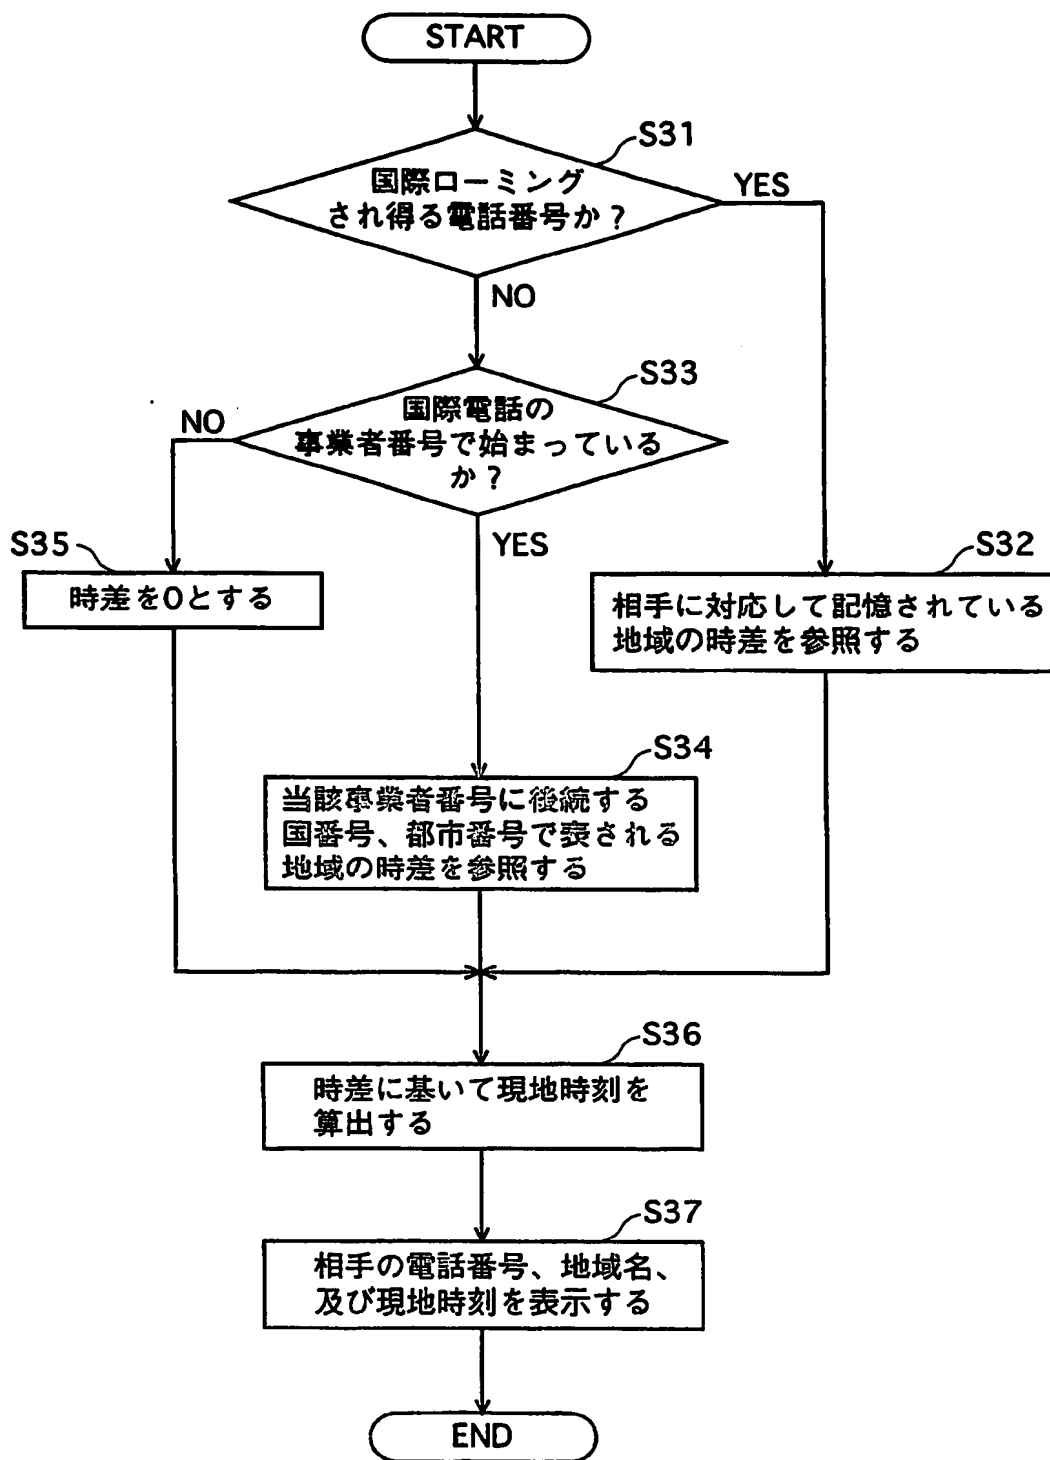 START
S31
国際ローミング
され得る電話番号か？
YES
NO
S33
国際電話の
事業者番号で始まっている
か？
NO
YES
S35
時差を0とする
S32
相手に対応して記憶されている
地域の時差を参照する
S34
当該事業者番号に後続する
国番号、都市番号で表される
地域の時差を参照する
S36
時差に基いて現地時刻を
算出する
S37
相手の電話番号、地域名、
及び現地時刻を表示する
END